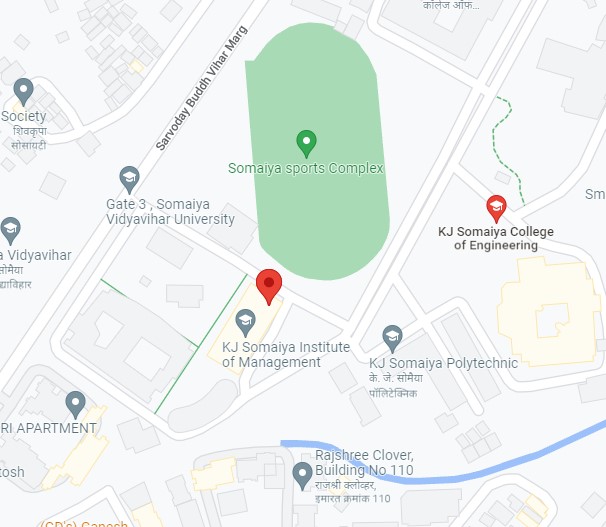 कॉलेज ऑफ...
Sarvoday Buddh Vihar Marg
Society
शिवकृपा
सोसायटी
Somaiya sports Complex
Gate 3 , Somaiya
Vidyavihar University
Sm
KJ Somaiya College
of Engineering
a Vidyavihar
सोमैया
द्याविहार
KJ Somaiya Institute
of Management
KJ Somaiya Polytechnic
के. जे. सोमैया
पॉलिटेक्निक
RI APARTMENT
Rajshree Clover,
Building No 110
राजश्री क्लोव्हर,
इमारत क्रमांक 110
tosh
(CD's) Ganesh